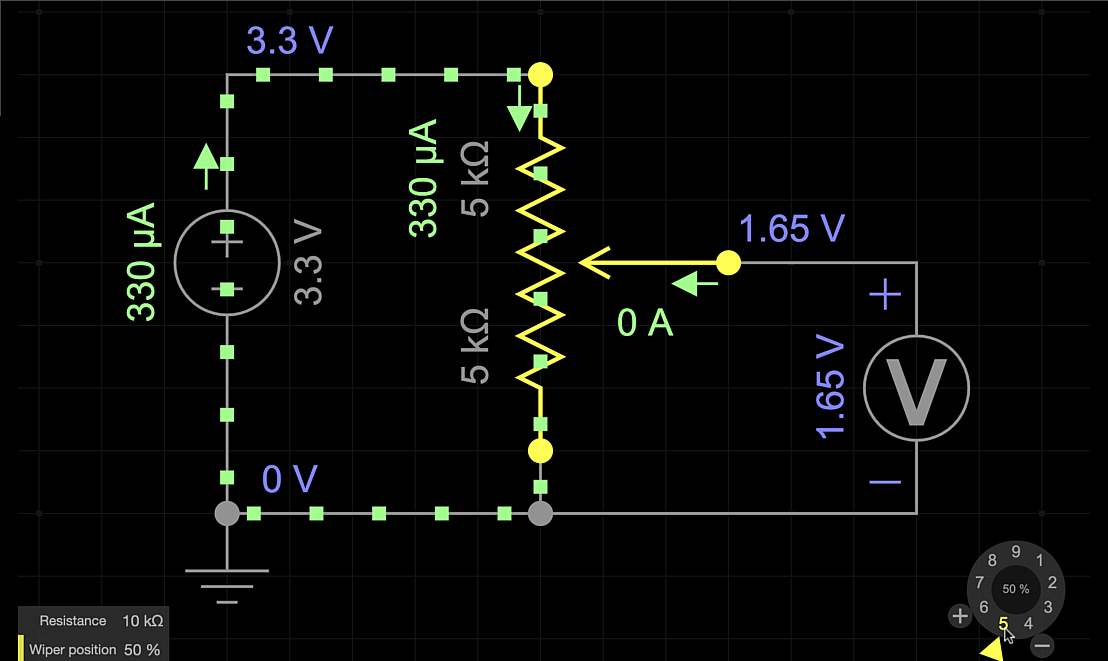 3.3 V
330 µA
5 kΩ
330 µA
3.3 V
1.65 V
0 A
5 kΩ
1.65 V
V
0 V
9
8 1
7 50 % 2
6 3
5 4
Resistance 10 kΩ
Wiper position 50 %